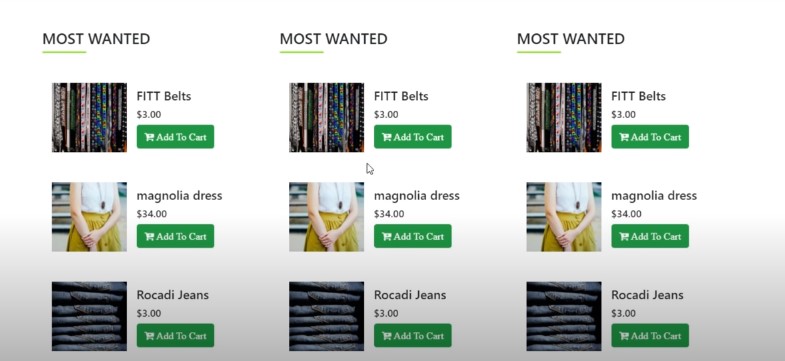 MOST WANTED
FITT Belts
$3.00
Add To Cart
magnolia dress
$34.00
Add To Cart
Rocadi Jeans
$3.00
Add To Cart
MOST WANTED
FITT Belts
$3.00
Add To Cart
magnolia dress
$34.00
Add To Cart
Rocadi Jeans
$3.00
Add To Cart
MOST WANTED
FITT Belts
$3.00
Add To Cart
magnolia dress
$34.00
Add To Cart
Rocadi Jeans
$3.00
Add To Cart